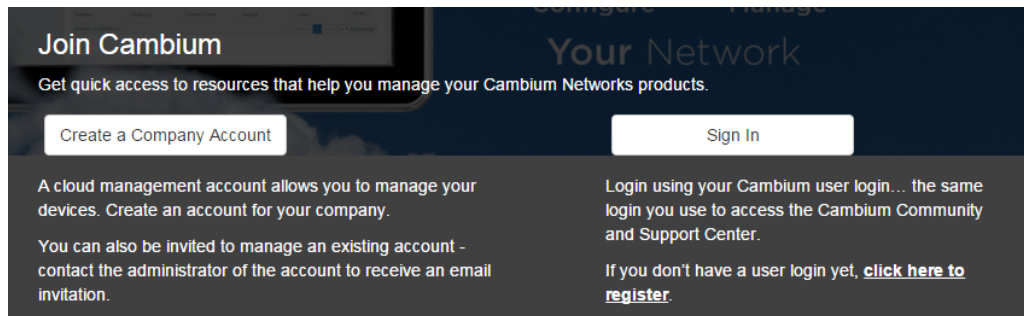 Configure Manage
Join Cambium
Your Network
Get quick access to resources that help you manage your Cambium Networks products.
Create a Company Account
Sign In
A cloud management account allows you to manage your
devices. Create an account for your company.
You can also be invited to manage an existing account -
contact the administrator of the account to receive an email
invitation.
Login using your Cambium user login... the same
login you use to access the Cambium Community
and Support Center.
If you don't have a user login yet, click here to
register.